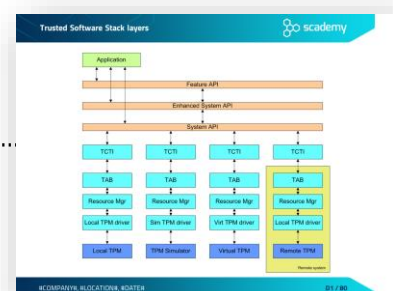 Trusted Software Stack layers
scademy
Application
Feature API
Enhanced System API
System API
TCTI TCTI TCTI TCTI
TAB TAB TAB TAB
Resource Mgr Resource Mgr Resource Mgr Resource Mgr
Local TPM driver Sim TPM driver Virt TPM driver Local TPM driver
Local TPM TPM Simulator Virtual TPM Remote TPM
Remote system
#COMPANY#, #LOCATION#, #DATE# 81 / 90